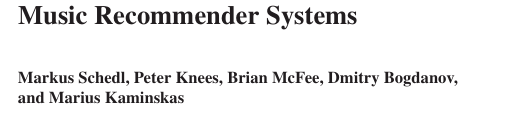 Music Recommender Systems
Markus Schedl, Peter Knees, Brian McFee, Dmitry Bogdanov,
and Marius Kaminskas